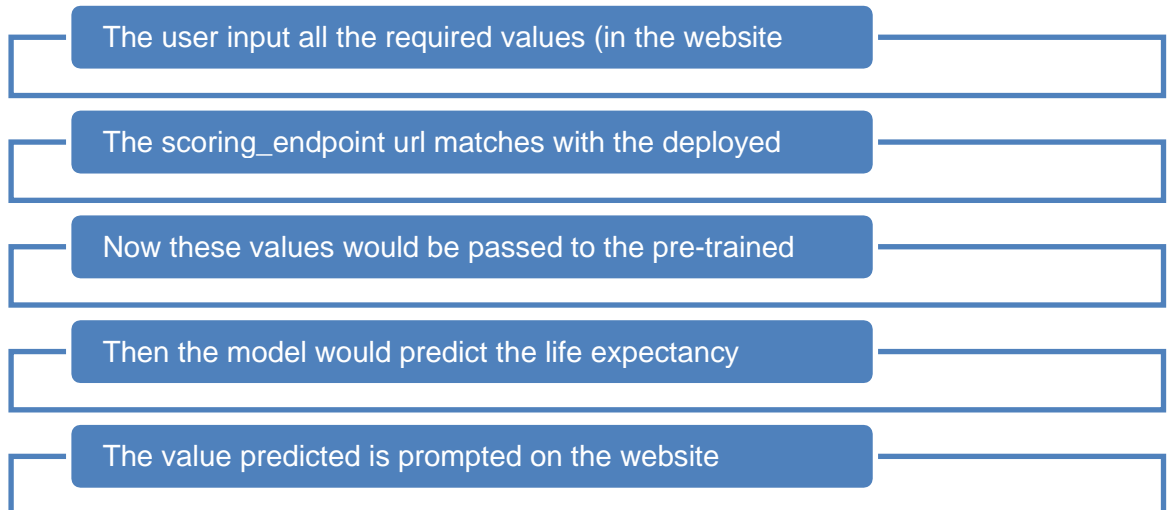 The user input all the required values (in the website
The scoring_endpoint url matches with the deployed
Now these values would be passed to the pre-trained
Then the model would predict the life expectancy
The value predicted is prompted on the website